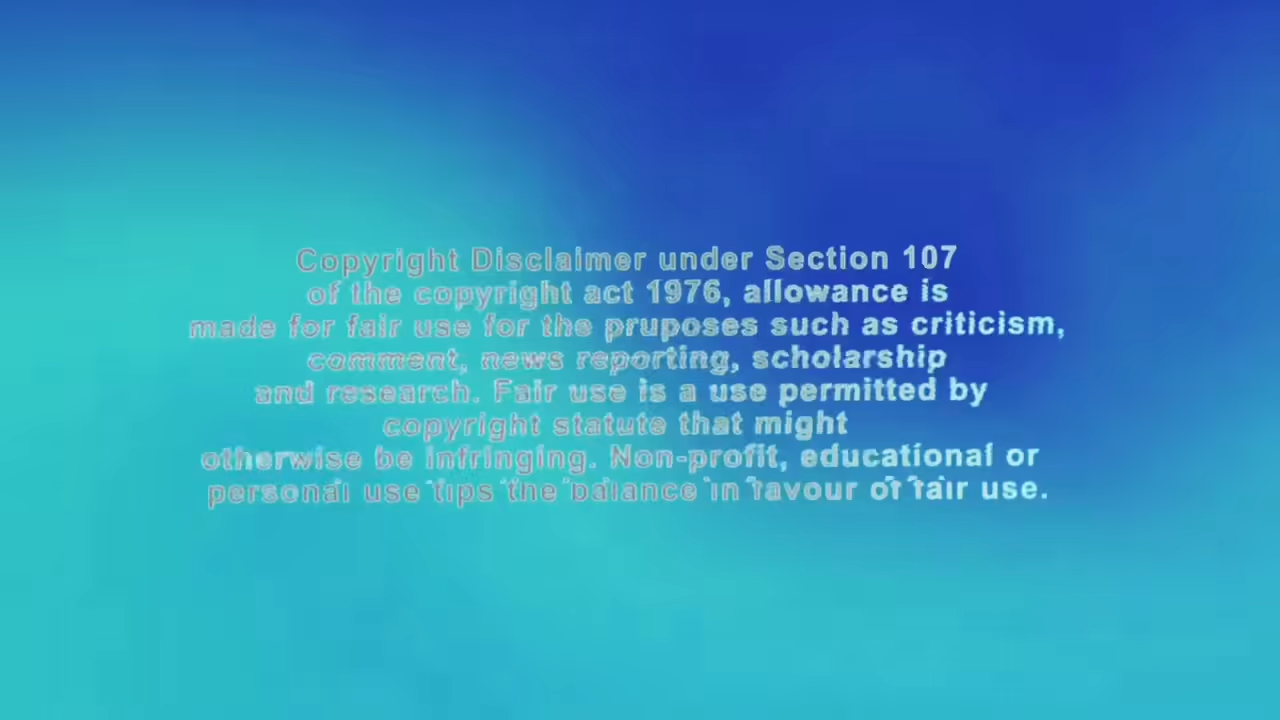 Copyright Disclaimer under Section 107
of the copyright act 1976, allowance is
made for fair use for the pruposes such as criticism,
comment, news reporting, scholarship
and research. Fair use is a use permitted by
copyright statute that might
otherwise be infringing. Non-profit, educational or
personal use tips the balance in favour of fair use.